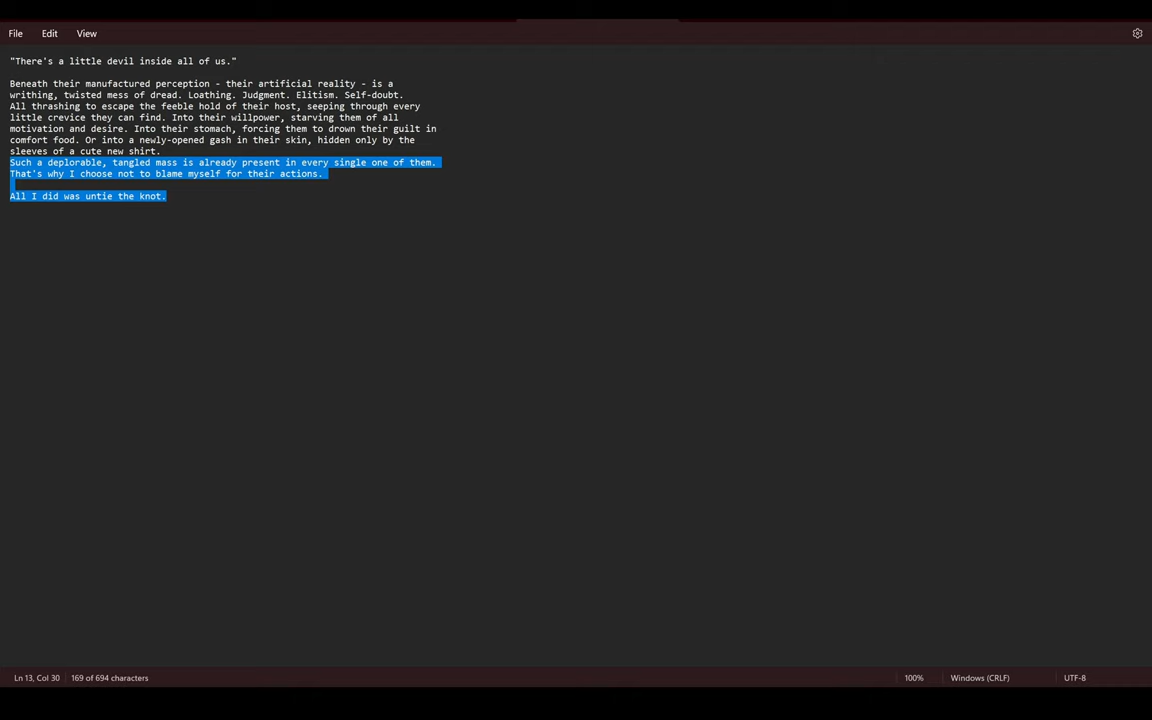 File Edit View
"There's a little devil inside all of us."
Beneath their manufactured perception - their artificial reality - is a
writhing, twisted mess of dread. Loathing. Judgment. Elitism. Self-doubt.
All thrashing to escape the feeble hold of their host, seeping through every
little crevice they can find. Into their willpower, starving them of all
motivation and desire. Into their stomach, forcing them to drown their guilt in
comfort food. Or into a newly-opened gash in their skin, hidden only by the
sleeves of a cute new shirt.
Such a deplorable, tangled mass is already present in every single one of them.
That's why I choose not to blame myself for their actions.
All I did was untie the knot.
Ln 13, Col 30 169 of 694 characters 100% Windows (CRLF) UTF-8